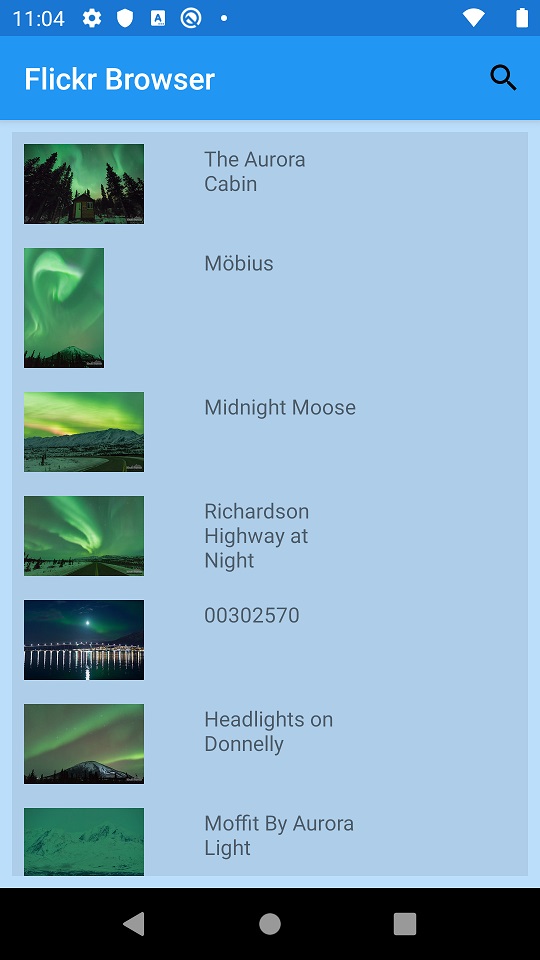 11:04
Flickr Browser
The Aurora
Cabin
Möbius
Midnight Moose
Richardson
Highway at
Night
00302570
Headlights on
Donnelly
Moffit By Aurora
Light